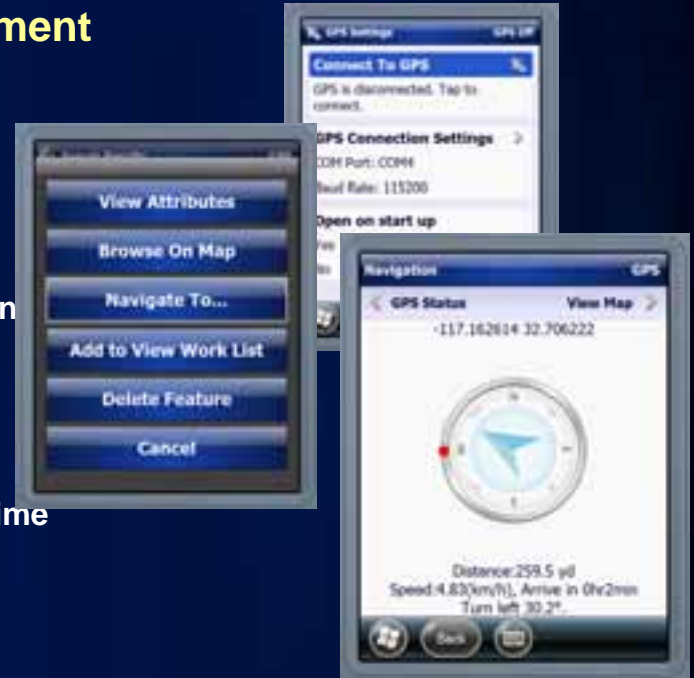 ment
n
ime
GPS Settings GPS Off
Connect To GPS
GPS is disconnected. Tap to
connect.
GPS Connection Settings >
COM Port: COM4
Baud Rate: 115200
Open on start up
Yes
View Attributes
Browse On Map
Navigate To...
Add to View Work List
Delete Feature
Cancel
Navigation GPS
< GPS Status View Map >
-117.162614 32.706222
Distance:259.5 yd
Speed:4.83(km/h), Arrive in 0hr2min
Turn left 30.2°.
Back